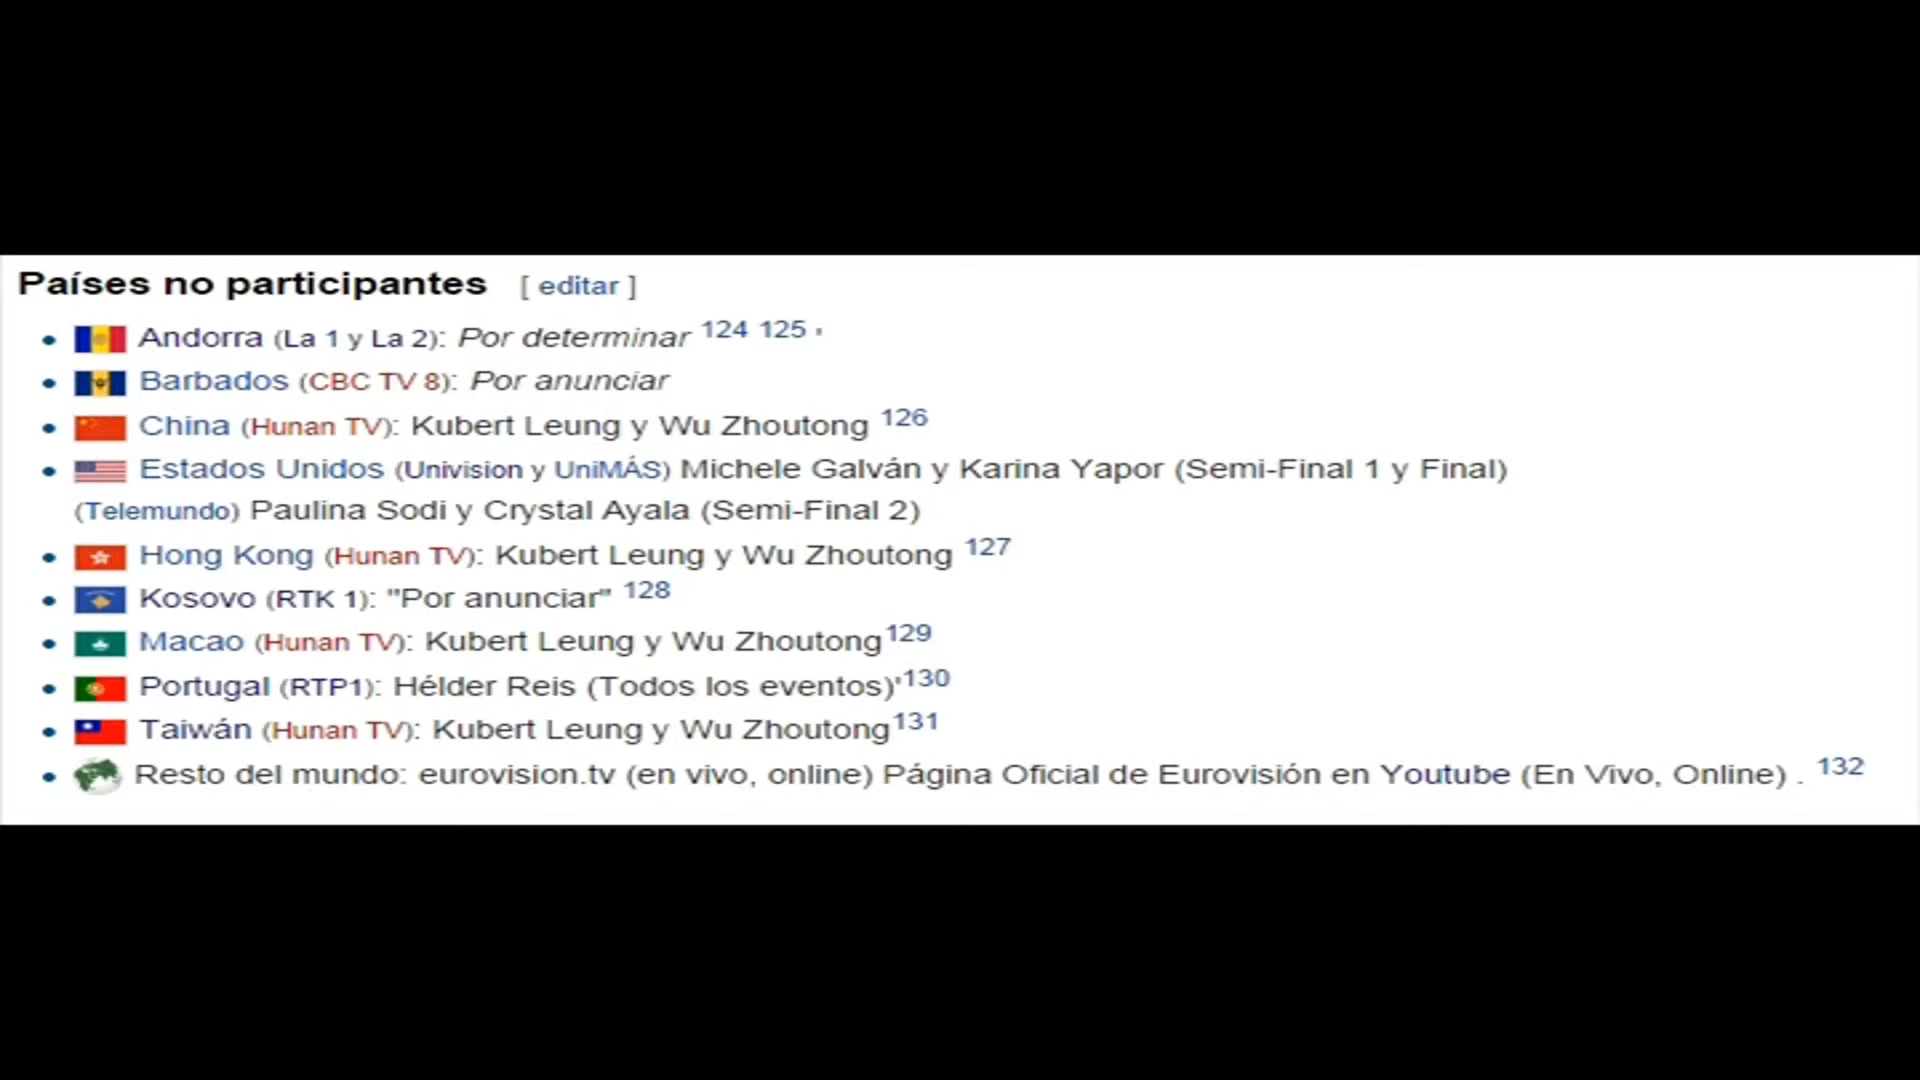 Países no participantes [ editar ]
• Andorra (La 1 y La 2): Por determinar 124 125 ,
• Barbados (CBC TV 8): Por anunciar
• China (Hunan TV): Kubert Leung y Wu Zhoutong 126
• Estados Unidos (Univision y UniMÁS) Michele Galván y Karina Yapor (Semi-Final 1 y Final)
(Telemundo) Paulina Sodi y Crystal Ayala (Semi-Final 2)
• Hong Kong (Hunan TV): Kubert Leung y Wu Zhoutong 127
• Kosovo (RTK 1): "Por anunciar" 128
• Macao (Hunan TV): Kubert Leung y Wu Zhoutong129
• Portugal (RTP1): Hélder Reis (Todos los eventos)'130
• Taiwán (Hunan TV): Kubert Leung y Wu Zhoutong131
• Resto del mundo: eurovision.tv (en vivo, online) Página Oficial de Eurovisión en Youtube (En Vivo, Online) . 132